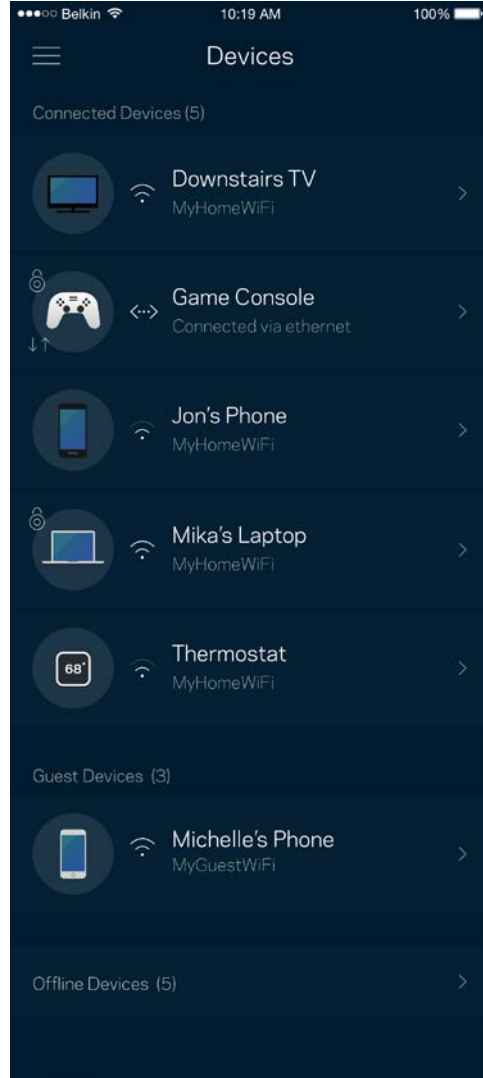 Belkin 10:19 AM 100%
Devices
Connected Devices (5)
Downstairs TV
MyHomeWiFi
Game Console
Connected via ethernet
Jon's Phone
MyHomeWiFi
Mika's Laptop
MyHomeWiFi
68°
Thermostat
MyHomeWiFi
Guest Devices (3)
Michelle's Phone
MyGuestWiFi
Offline Devices (5)